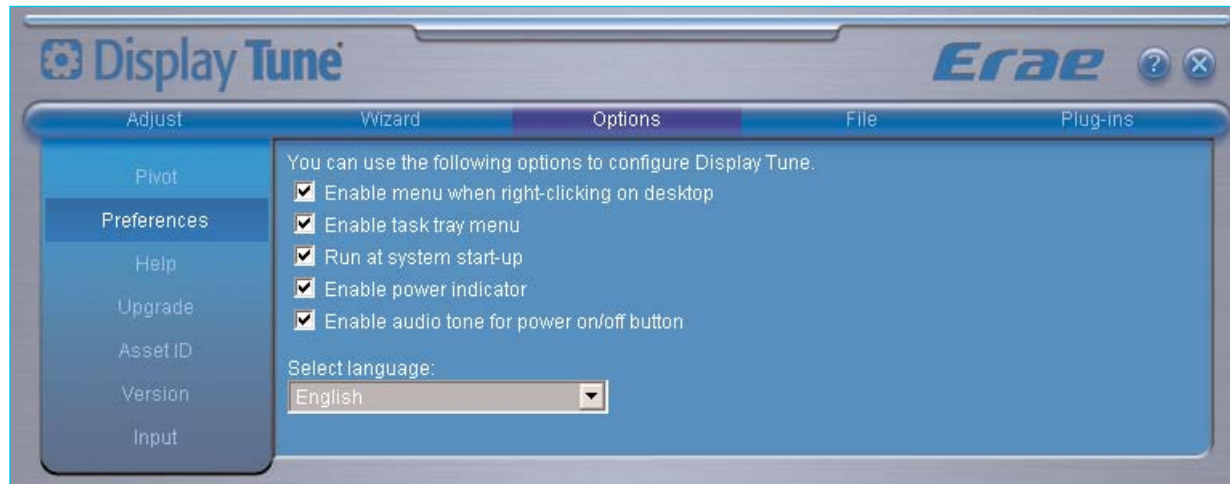 Display Tune
Erae
?
Adjust
Wizard
Options
File
Plug-ins
Pivot
Preferences
Help
Upgrade
Asset ID
Version
Input
You can use the following options to configure Display Tune.
Enable menu when right-clicking on desktop
Enable task tray menu
Run at system start-up
Enable power indicator
Enable audio tone for power on/off button
Select language:
English